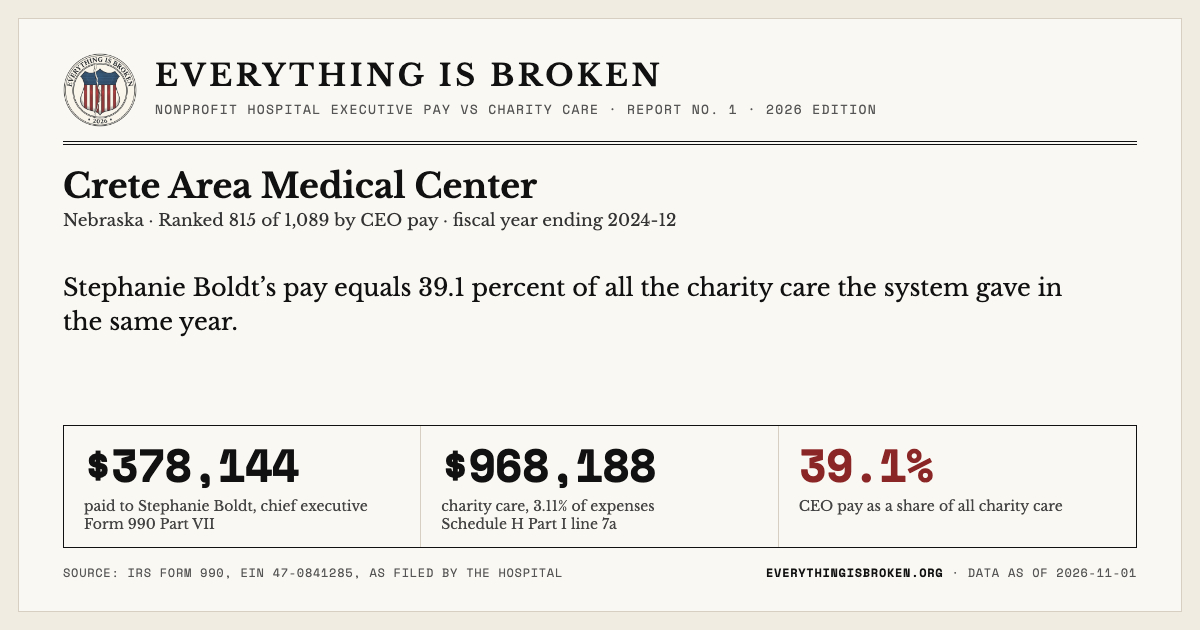 EVERYTHING IS BROKEN
2026
EVERYTHING IS BROKEN
NONPROFIT HOSPITAL EXECUTIVE PAY VS CHARITY CARE · REPORT NO. 1 · 2026 EDITION
Crete Area Medical Center
Nebraska · Ranked 815 of 1,089 by CEO pay · fiscal year ending 2024-12
Stephanie Boldt’s pay equals 39.1 percent of all the charity care the system gave in
the same year.
$378,144
paid to Stephanie Boldt, chief executive
Form 990 Part VII
$968,188
charity care, 3.11% of expenses
Schedule H Part I line 7a
39.1%
CEO pay as a share of all charity care
SOURCE: IRS FORM 990, EIN 47-0841285, AS FILED BY THE HOSPITAL
EVERYTHINGISBROKEN.ORG · DATA AS OF 2026-11-01